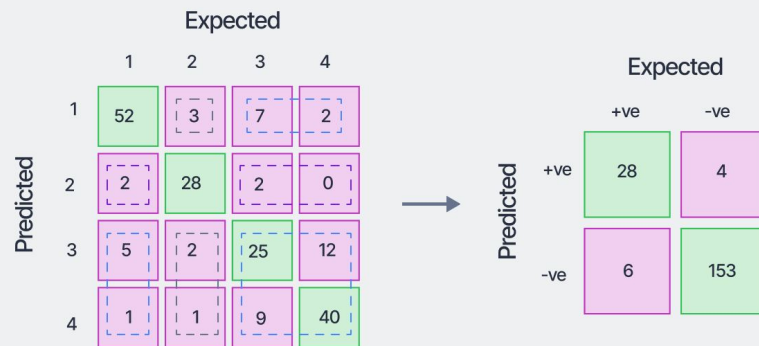 Expected
1 2 3 4
1 52 3 7 2
2 2 28 2 0
3 5 2 25 12
4 1 1 9 40
Predicted
Expected
+ve -ve
+ve 28 4
-ve 6 153
Predicted